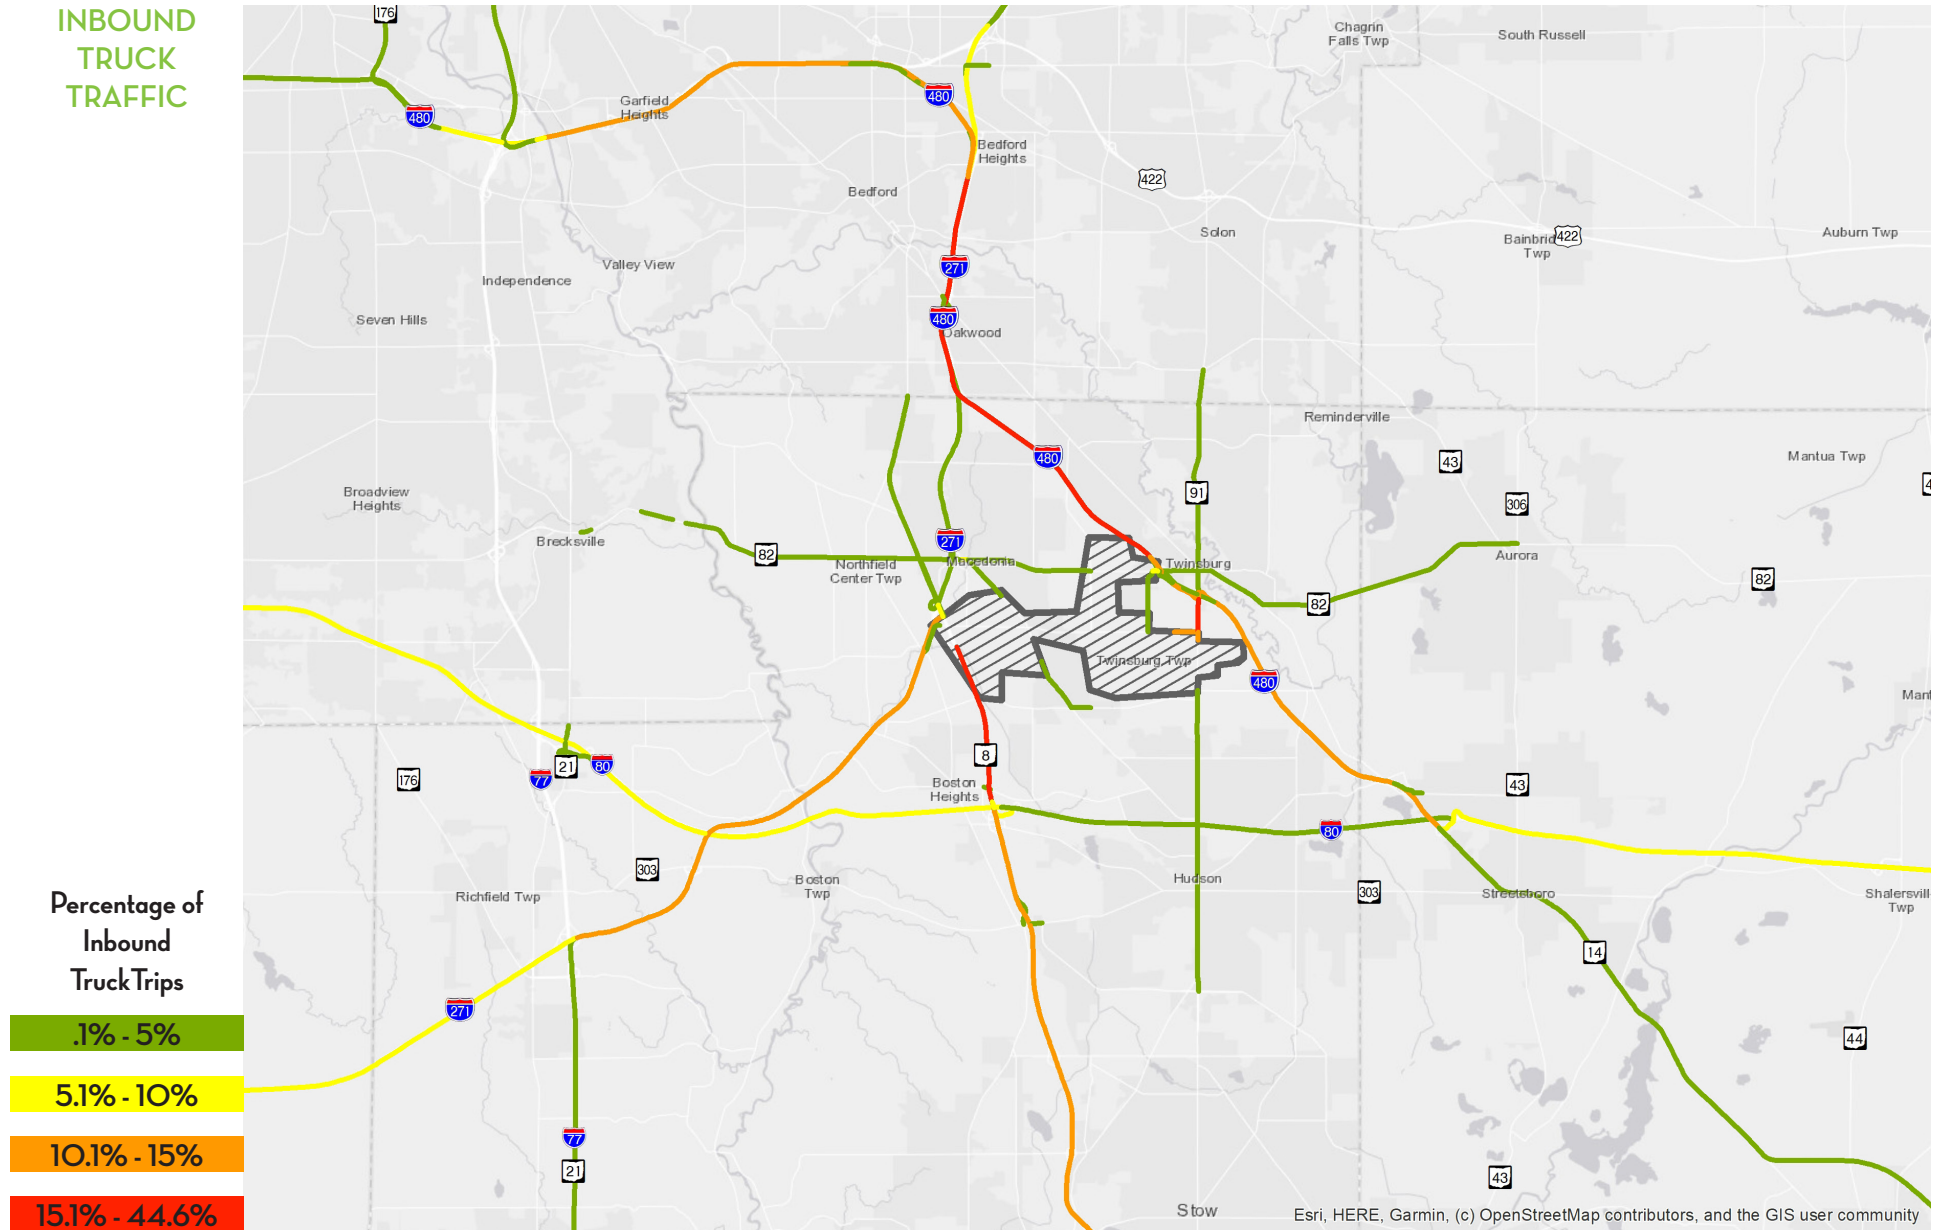 INBOUND
TRUCK
TRAFFIC
176
Chagrin
Falls Twp
South Russell
480
Garfield
Heights
480
Bedford
Heights
422
Bedford
Solon
Bainbrid
Twp
422
Auburn Twp
Valley View
271
Independence
Seven Hills
480
Oakwood
Reminderville
480
43
Mantua Twp
Broadview
Heights
91
306
Brecksville
271
82
Northfield
Center Twp
Macedonia
Twinsburg
Aurora
82
82
Twinsburg Twp
480
Mant
176
77
21
80
8
Boston
Heights
43
80
303
Richfield Twp
Boston
Twp
Hudson
303
Streetsboro
Shalersvill
Twp
Percentage of
Inbound
Truck Trips
14
271
.1% - 5%
44
5.1% - 10%
77
10.1% - 15%
21
43
15.1% - 44.6%
Stow
Esri, HERE, Garmin, (c) OpenStreetMap contributors, and the GIS user community